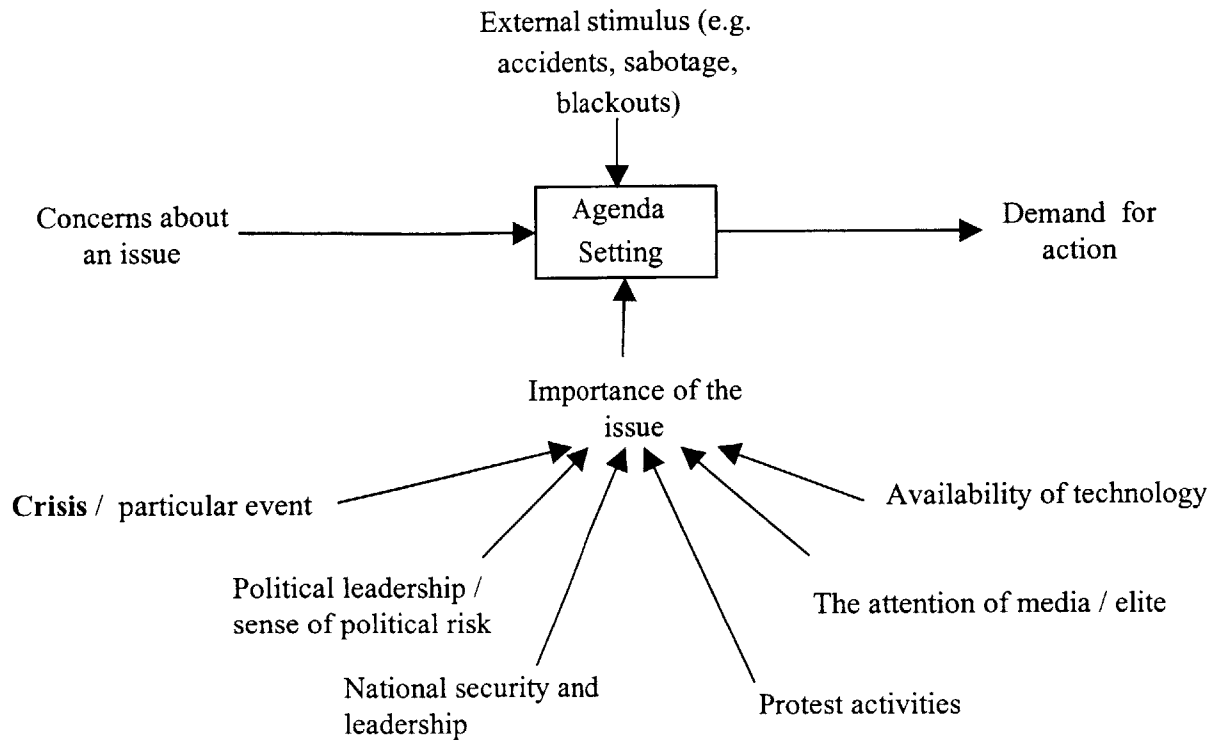 External stimulus (e.g.
accidents, sabotage,
blackouts)
Concerns about
an issue
Agenda
Setting
Demand for
action
Importance of the
issue
Crisis / particular event
Availability of technology
Political leadership /
sense of political risk
The attention of media / elite
National security and
leadership
Protest activities